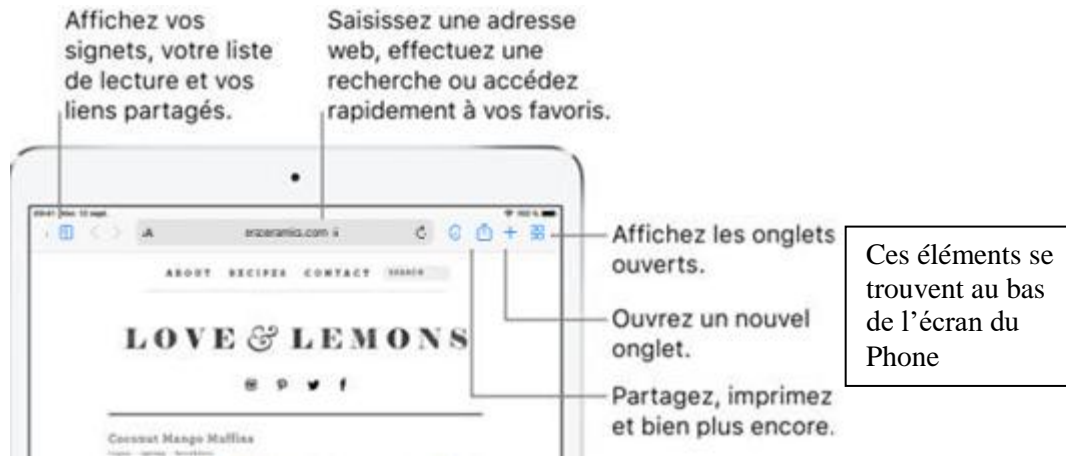 Affichez vos
signets, votre liste
de lecture et vos
liens partagés.
Saisissez une adresse
web, effectuez une
recherche ou accédez
rapidement à vos favoris.
AA
ABOUT RECIPES CONTACT SEARCH
LOVE & LEMONS
Coconut Mango Muffins
Affichez les onglets
ouverts.
Ouvrez un nouvel
onglet.
Partagez, imprimez
et bien plus encore.
Ces éléments se
trouvent au bas
de l’écran du
Phone